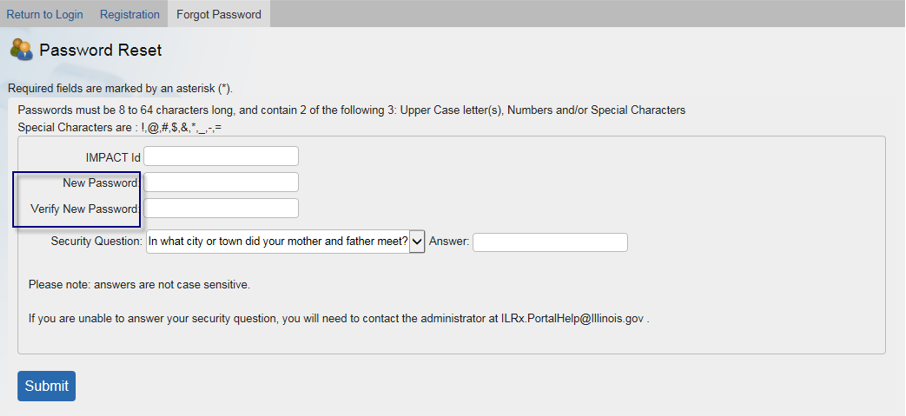 Return to Login Registration Forgot Password
Password Reset
Required fields are marked by an asterisk (*).
Passwords must be 8 to 64 characters long, and contain 2 of the following 3: Upper Case letter(s), Numbers and/or Special Characters
Special Characters are : !,@,#,$,&,*,_,-,=
IMPACT Id
New Password:
Verify New Password:
Security Question: In what city or town did your mother and father meet? Answer:
Please note: answers are not case sensitive.
If you are unable to answer your security question, you will need to contact the administrator at ILRx.PortalHelp@Illinois.gov .
Submit